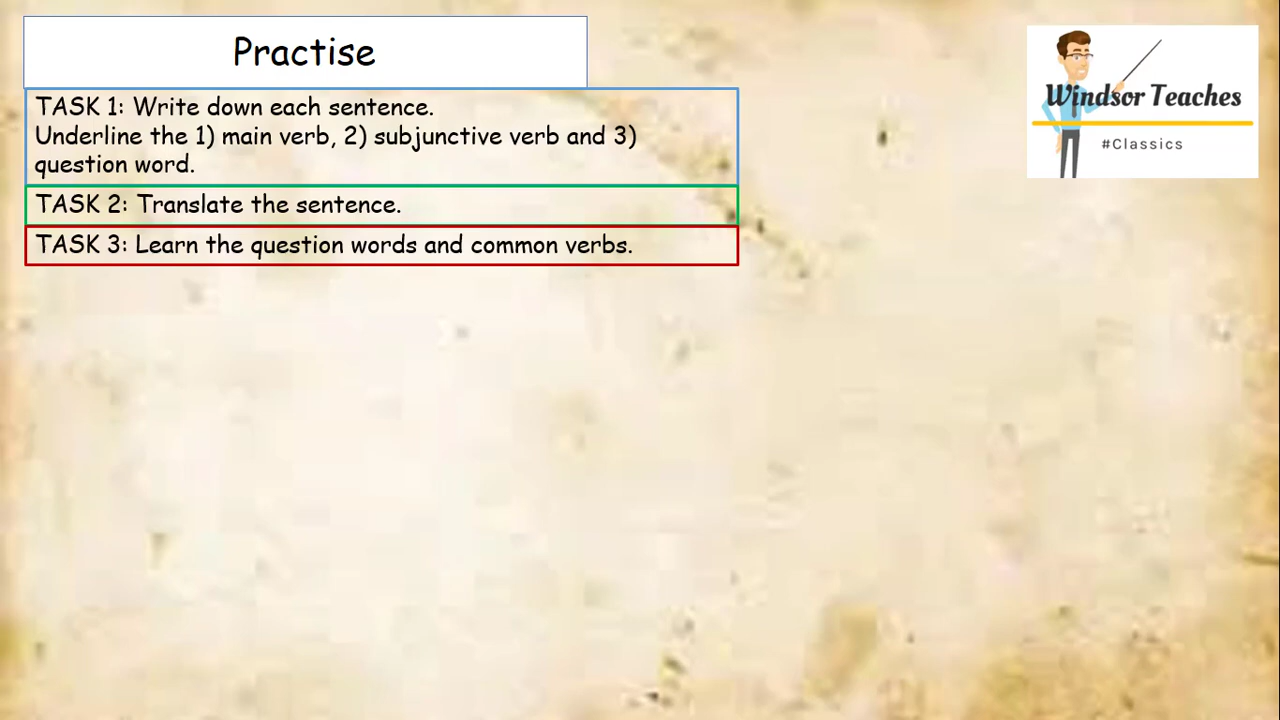 Practise
TASK 1: Write down each sentence.
Underline the 1) main verb, 2) subjunctive verb and 3)
question word.
TASK 2: Translate the sentence.
TASK 3: Learn the question words and common verbs.
Windsor Teaches
#Classics